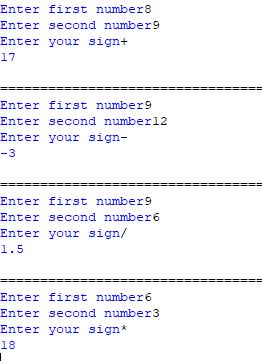 Enter first number8
Enter second number9
Enter your sign+
17
=================================
Enter first number9
Enter second number12
Enter your sign-
-3
=================================
Enter first number9
Enter second number6
Enter your sign/
1.5
=================================
Enter first number6
Enter second number3
Enter your sign*
18